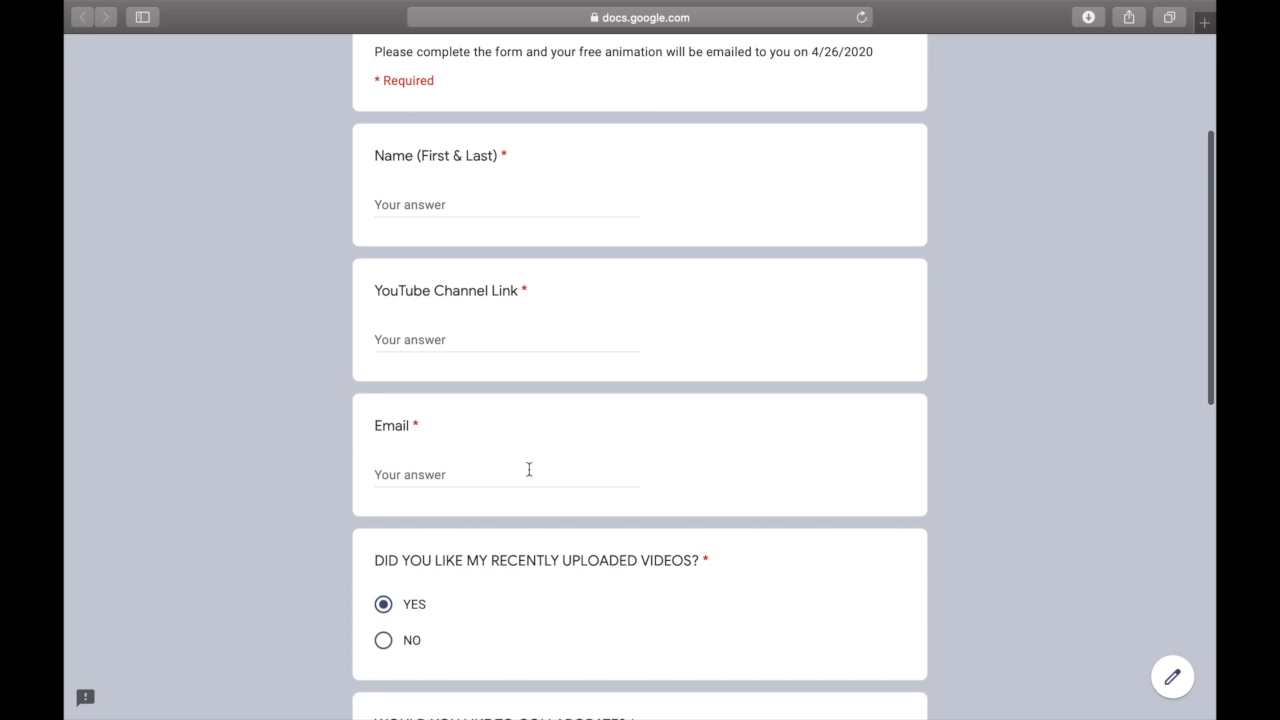 docs.google.com
Please complete the form and your free animation will be emailed to you on 4/26/2020
* Required
Name (First & Last) *
Your answer
YouTube Channel Link *
Your answer
Email *
Your answer
DID YOU LIKE MY RECENTLY UPLOADED VIDEOS? *
YES
NO